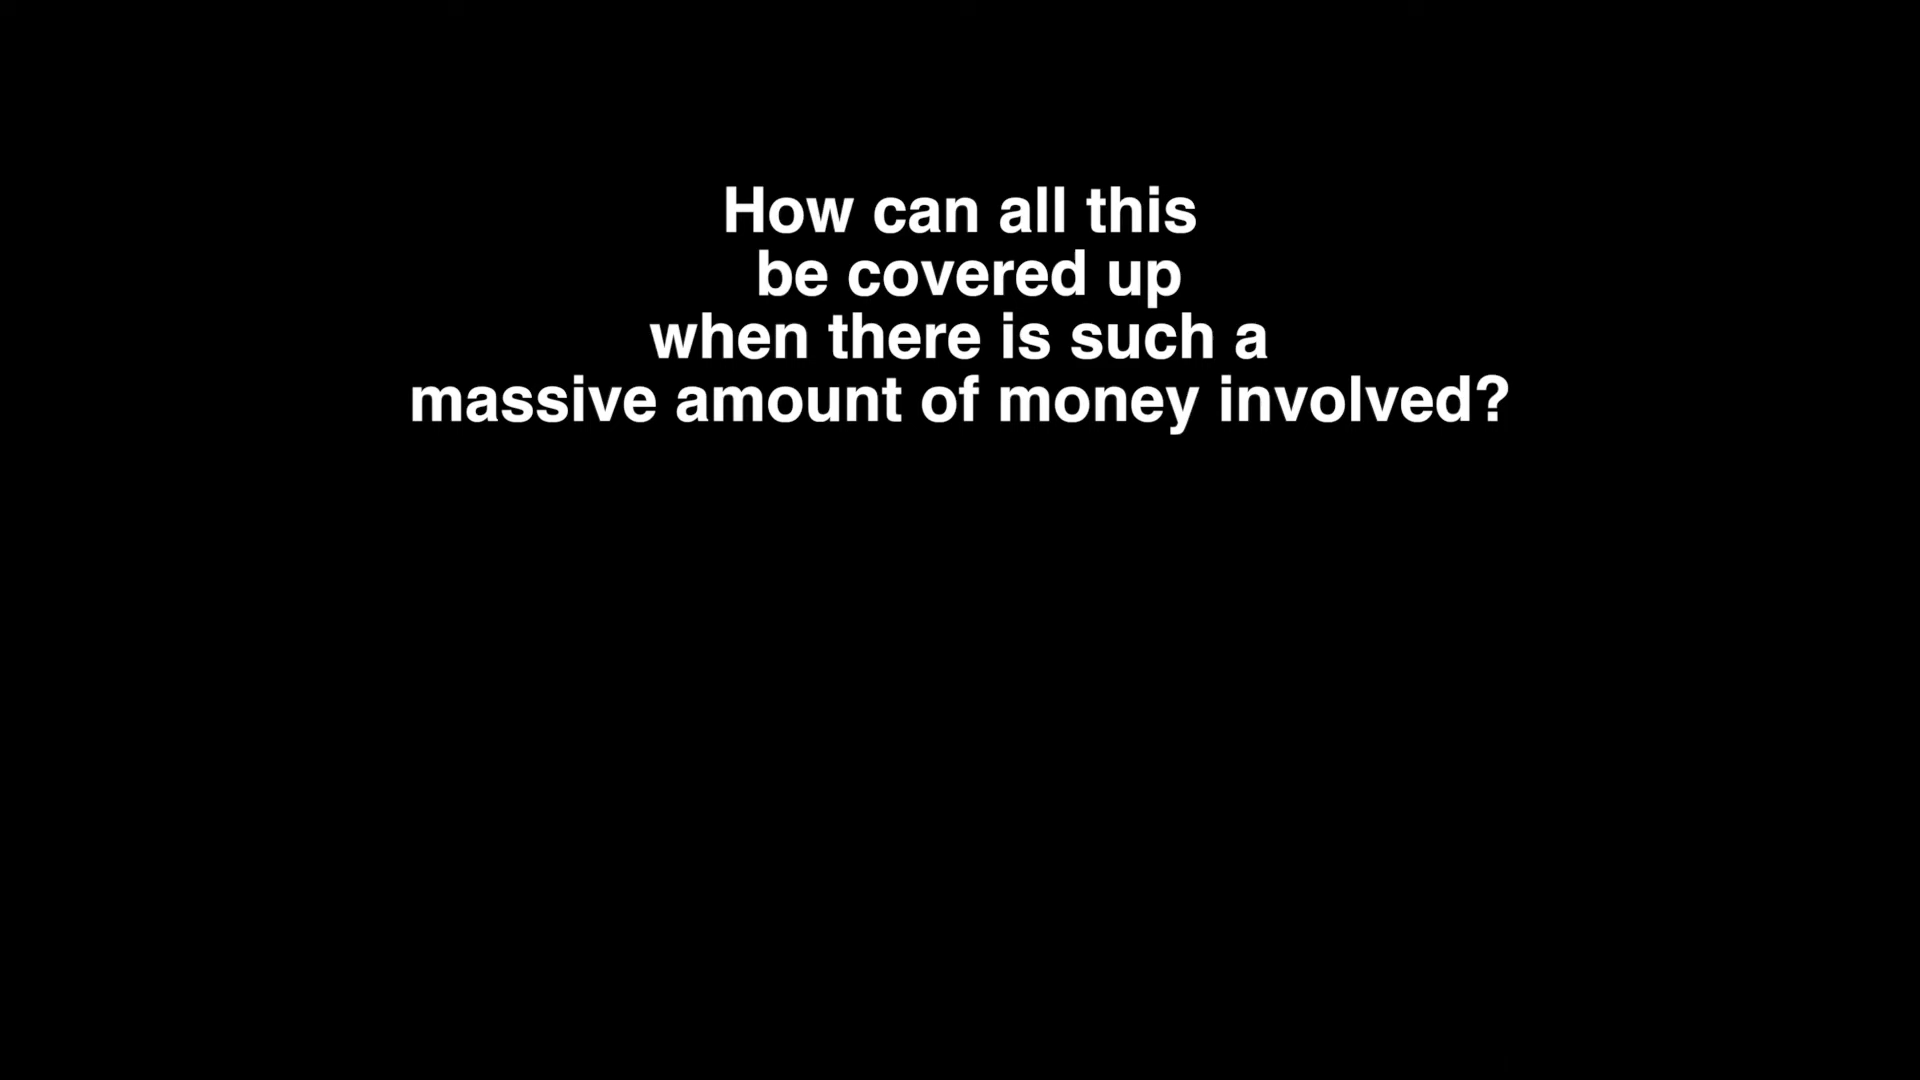 How can all this
be covered up
when there is such a
massive amount of money involved?